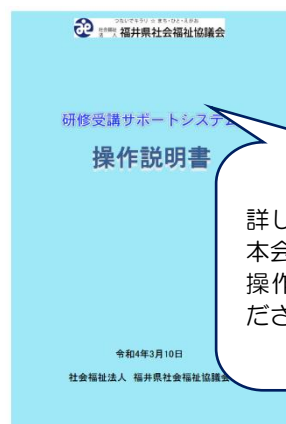 つないでキラリ☆まち・ひと・えがお
社会福祉法人 福井県社会福祉協議会
研修受講サポートシステム
操作説明書
詳し
本会
操作
ださ
令和4年3月10日
社会福祉法人 福井県社会福祉協議会